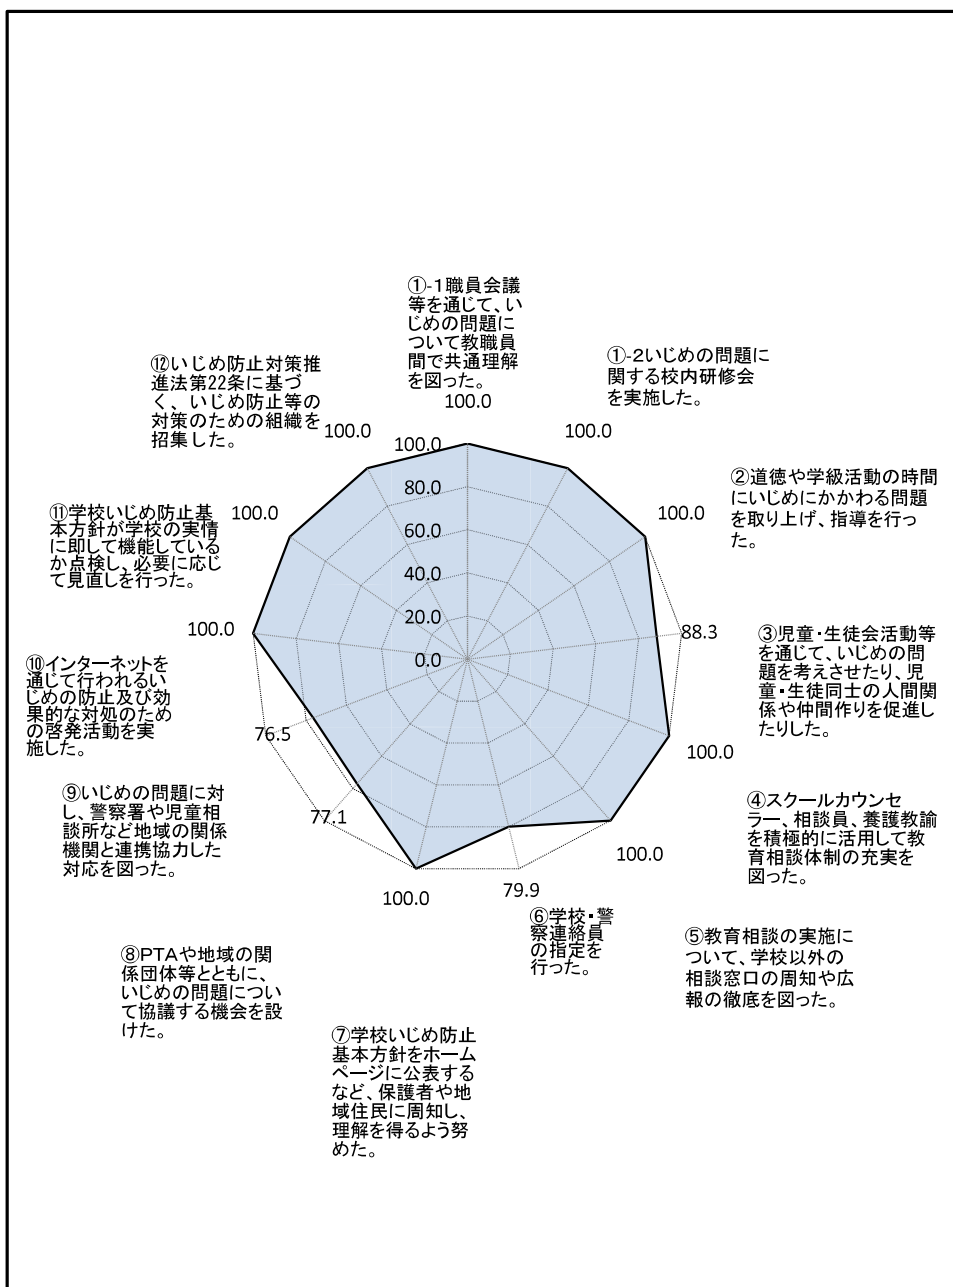 ①-1職員会議
等を通じて、い
じめの問題に
ついて教職員
間で共通理解
を図った。
100.0
①-2いじめの問題に
関する校内研修会
を実施した。
100.0
②道徳や学級活動の時間
にいじめにかかわる問題
を取り上げ、指導を行っ
た。
100.0
③児童・生徒会活動等
を通じて、いじめの問
題を考えさせたり、児
童・生徒同士の人間関
係や仲間作りを促進し
たりした。
88.3
④スクールカウンセ
ラー、相談員、養護教諭
を積極的に活用して教
育相談体制の充実を
図った。
100.0
⑤教育相談の実施に
ついて、学校以外の
相談窓口の周知や広
報の徹底を図った。
100.0
⑥学校・警
察連絡員
の指定を
行った。
79.9
⑦学校いじめ防止
基本方針をホーム
ページに公表する
など、保護者や地
域住民に周知し、
理解を得るよう努
めた。
100.0
⑧PTAや地域の関
係団体等とともに、
いじめの問題につい
て協議する機会を設
けた。
77.1
⑨いじめの問題に対
し、警察署や児童相
談所など地域の関係
機関と連携協力した
対応を図った。
76.5
⑩インターネットを
通じて行われるい
じめの防止及び効
果的な対処のため
の啓発活動を実
施した。
100.0
⑪学校いじめ防止基
本方針が学校の実情
に即して機能している
か点検し、必要に応じ
て見直しを行った。
100.0
⑫いじめ防止対策推
進法第22条に基づ
く、いじめ防止等の
対策のための組織を
招集した。
100.0
100.0
80.0
60.0
40.0
20.0
0.0